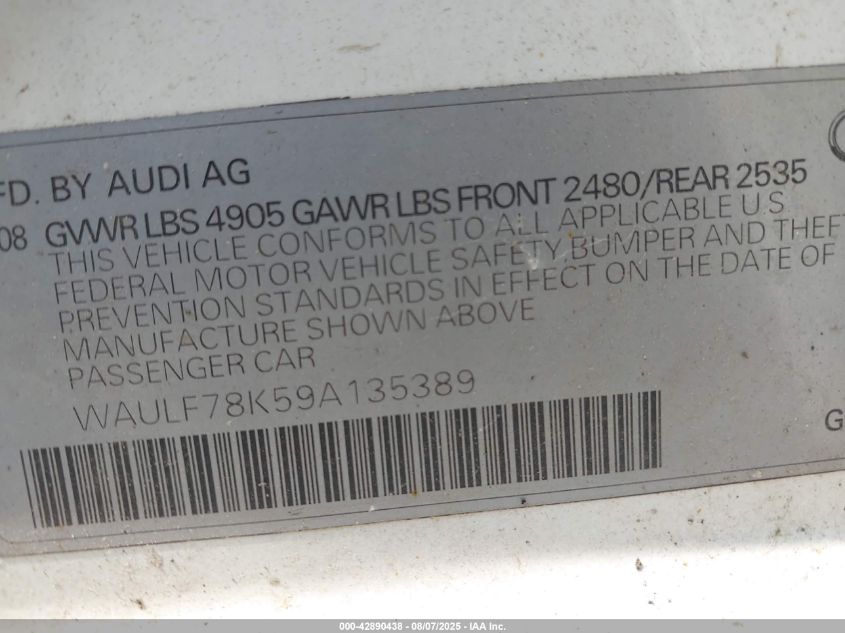 FD. BY AUDI AG
08 GVWR LBS 4905 GAWR LBS FRONT 2480/REAR 2535
THIS VEHICLE CONFORMS TO ALL APPLICABLE U.S.
FEDERAL MOTOR VEHICLE SAFETY BUMPER AND THEFT
PREVENTION STANDARDS IN EFFECT ON THE DATE OF
MANUFACTURE SHOWN ABOVE
PASSENGER CAR
WAULF78K59A135389
G
000-42890438 - 08/07/2025 - IAA Inc.